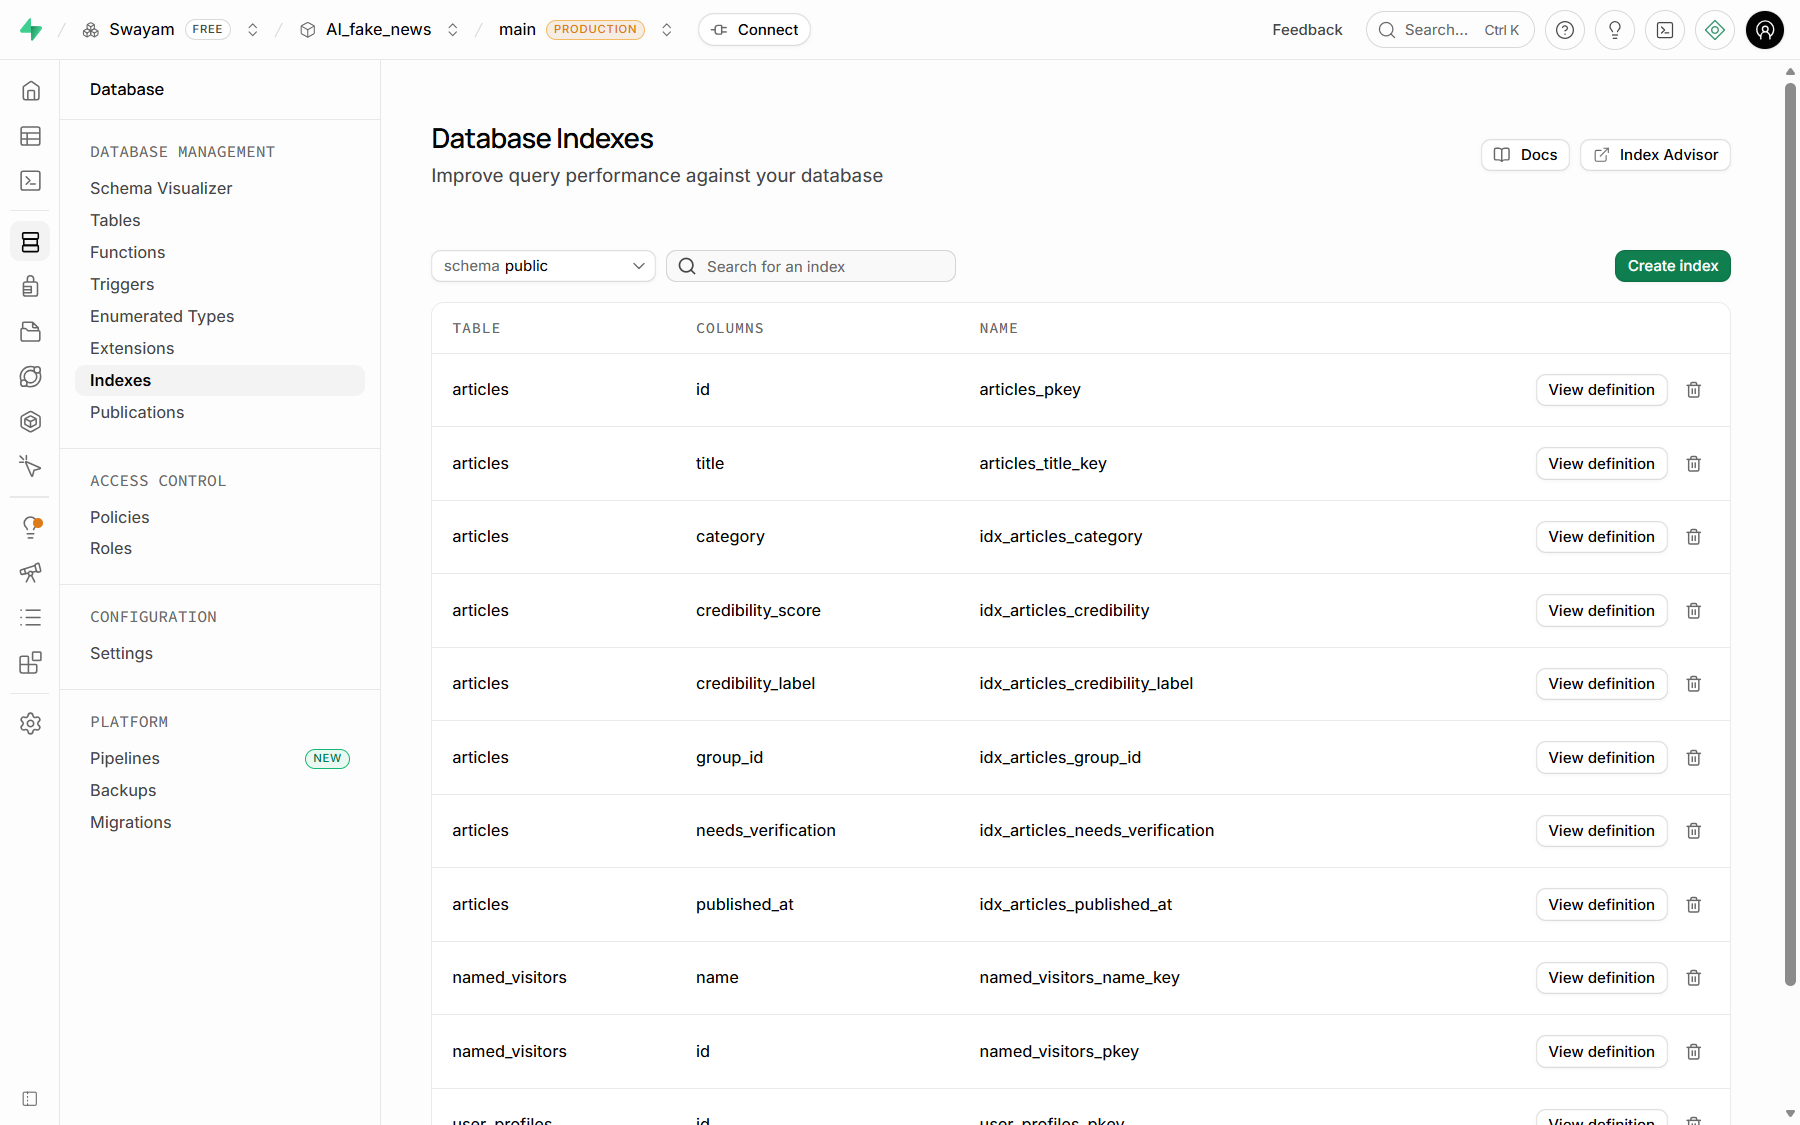 Swayam FREE AI_fake_news main PRODUCTION Connect Feedback Search... Ctrl K
Database
DATABASE MANAGEMENT
Schema Visualizer
Tables
Functions
Triggers
Enumerated Types
Extensions
Indexes
Publications
ACCESS CONTROL
Policies
Roles
CONFIGURATION
Settings
PLATFORM
Pipelines NEW
Backups
Migrations
Database Indexes
Improve query performance against your database
Docs Index Advisor
schema public Search for an index Create index
TABLE COLUMNS NAME
articles id articles_pkey View definition
articles title articles_title_key View definition
articles category idx_articles_category View definition
articles credibility_score idx_articles_credibility View definition
articles credibility_label idx_articles_credibility_label View definition
articles group_id idx_articles_group_id View definition
articles needs_verification idx_articles_needs_verification View definition
articles published_at idx_articles_published_at View definition
named_visitors name named_visitors_name_key View definition
named_visitors id named_visitors_pkey View definition
user_profiles id user_profiles_pkey View definition